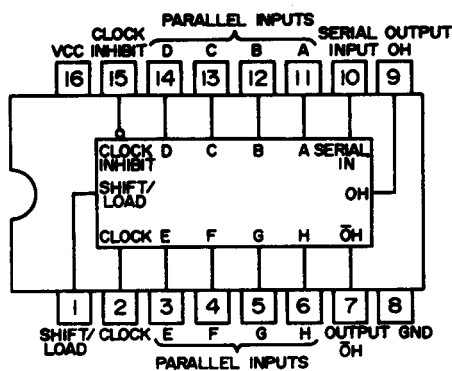 PARALLEL INPUTS
CLOCK SERIAL OUTPUT
VCC INHIBIT D C B A INPUT OH
16 15 14 13 12 11 10 9
CLOCK D C B A SERIAL
INHIBIT IN
SHIFT/
LOAD
OH
CLOCK E F G H O̅H
1 2 3 4 5 6 7 8
SHIFT/ CLOCK E F G H OUTPUT GND
LOAD O̅H
PARALLEL INPUTS